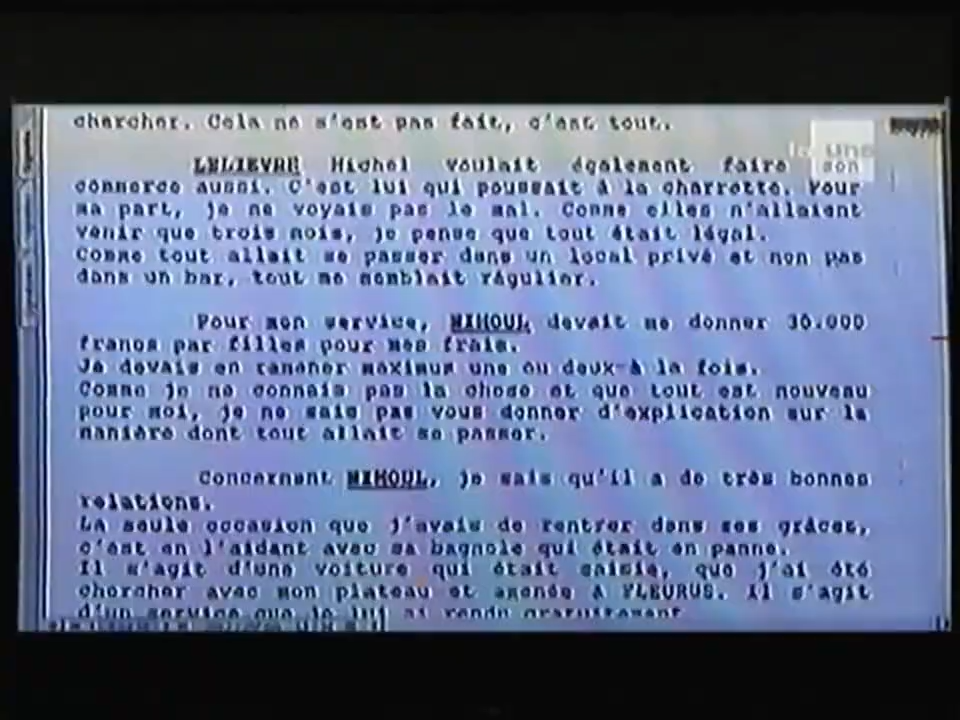 chercher. Cela ne s'est pas fait, c'est tout.
la une
LELIEVRE Michel voulait également faire son
commerce aussi. C'est lui qui poussait à la charrette. Pour
ma part, je ne voyais pas le mal. Comme elles n'allaient
venir que trois mois, je pense que tout était légal.
Comme tout allait se passer dans un local privé et non pas
dans un bar, tout me semblait régulier.
Pour mon service, NIHOUL devait me donner 30.000
francs par filles pour mes frais.
Je devais en ramener maximum une ou deux à la fois.
Comme je ne connais pas la chose et que tout est nouveau
pour moi, je ne sais pas vous donner d'explication sur la
manière dont tout allait se passer.
Concernant NIHOUL, je sais qu'il a de très bonnes
relations.
La seule occasion que j'avais de rentrer dans ses grâces,
c'est en l'aidant avec sa bagnole qui était en panne.
Il s'agit d'une voiture qui était saisie, que j'ai été
chercher avec mon plateau et amenée à FLEURUS. Il s'agit
d'un service que je lui ai rendu gratuitement